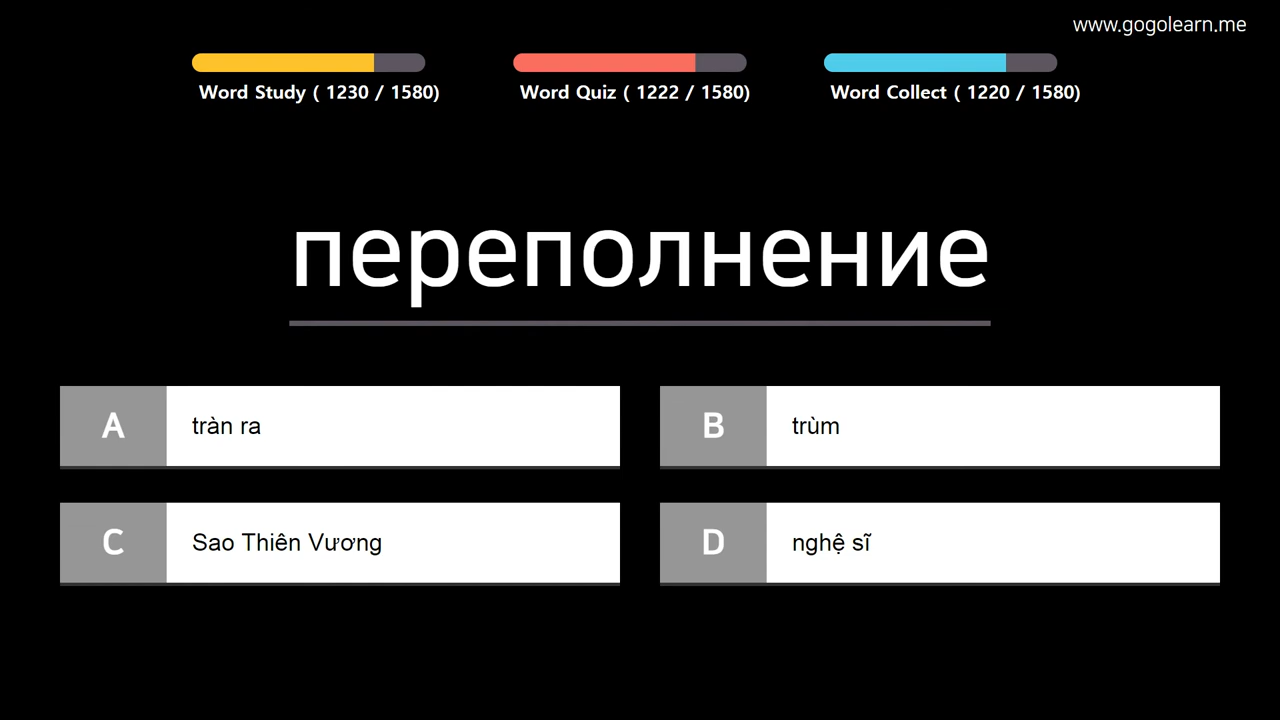 www.gogolearn.me
Word Study ( 1230 / 1580)
Word Quiz ( 1222 / 1580)
Word Collect ( 1220 / 1580)
переполнение
A tràn ra
B trùm
C Sao Thiên Vương
D nghệ sĩ